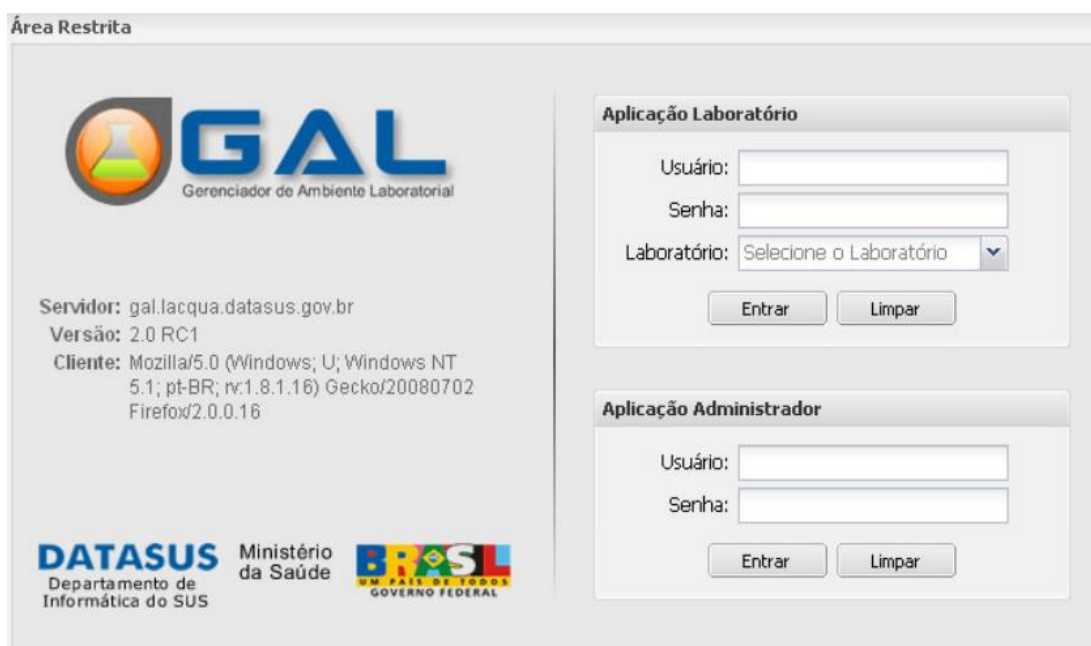 Área Restrita
GAL
Gerenciador de Ambiente Laboratorial
Servidor: gal.lacqua.datasus.gov.br
Versão: 2.0 RC1
Cliente: Mozilla/5.0 (Windows; U; Windows NT
5.1; pt-BR; rv:1.8.1.16) Gecko/20080702
Firefox/2.0.0.16
DATASUS
Departamento de
Informática do SUS
Ministério
da Saúde
BRASIL
UM PAÍS DE TODOS
GOVERNO FEDERAL
Aplicação Laboratório
Usuário:
Senha:
Laboratório: Selecione o Laboratório
Entrar Limpar
Aplicação Administrador
Usuário:
Senha:
Entrar Limpar